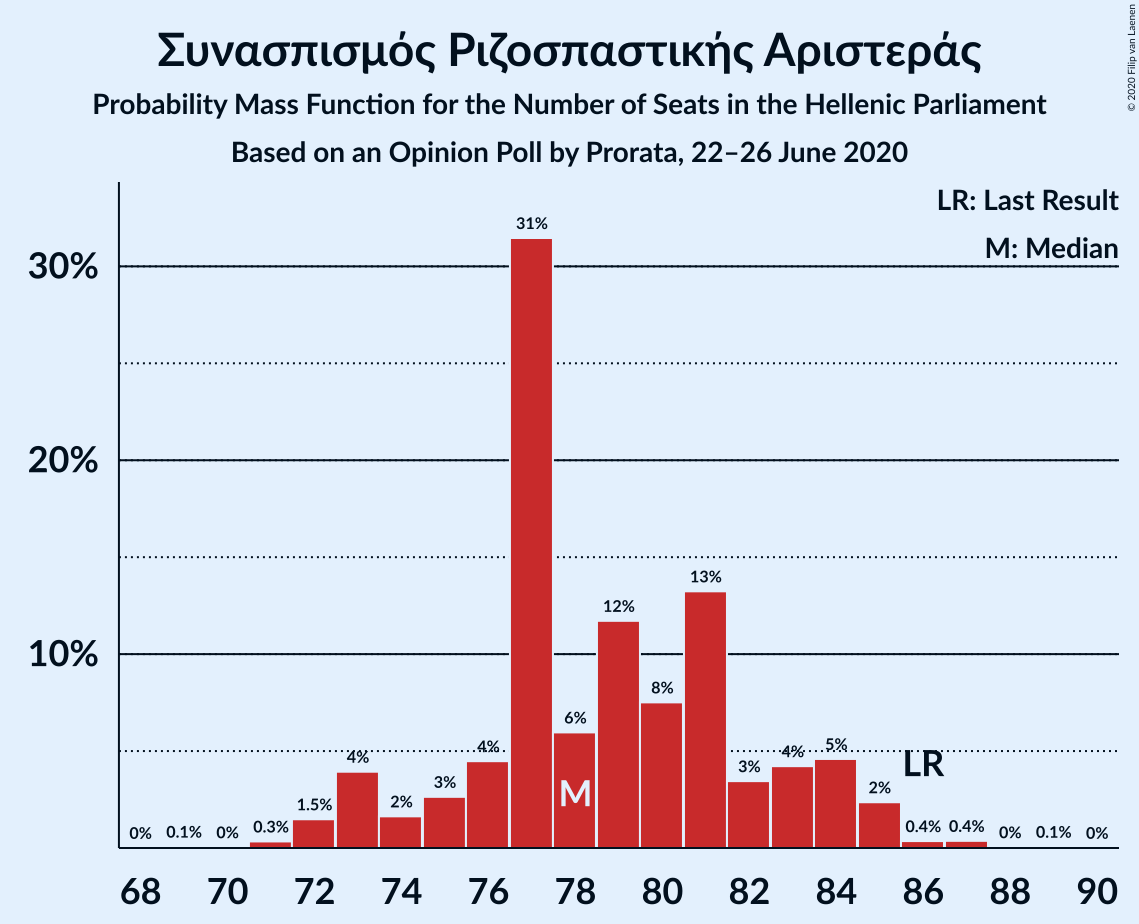 Συνασπισμός Ριζοσπαστικής Αριστεράς
Probability Mass Function for the Number of Seats in the Hellenic Parliament
Based on an Opinion Poll by Prorata, 22–26 June 2020
© 2020 Filip van Laenen
LR: Last Result
M: Median
30%
20%
10%
0%
0.1%
0%
0.3%
1.5%
4%
2%
3%
4%
31%
6%
12%
8%
13%
3%
4%
5%
2%
0.4%
0.4%
0%
0.1%
0%
M
LR
68 70 72 74 76 78 80 82 84 86 88 90